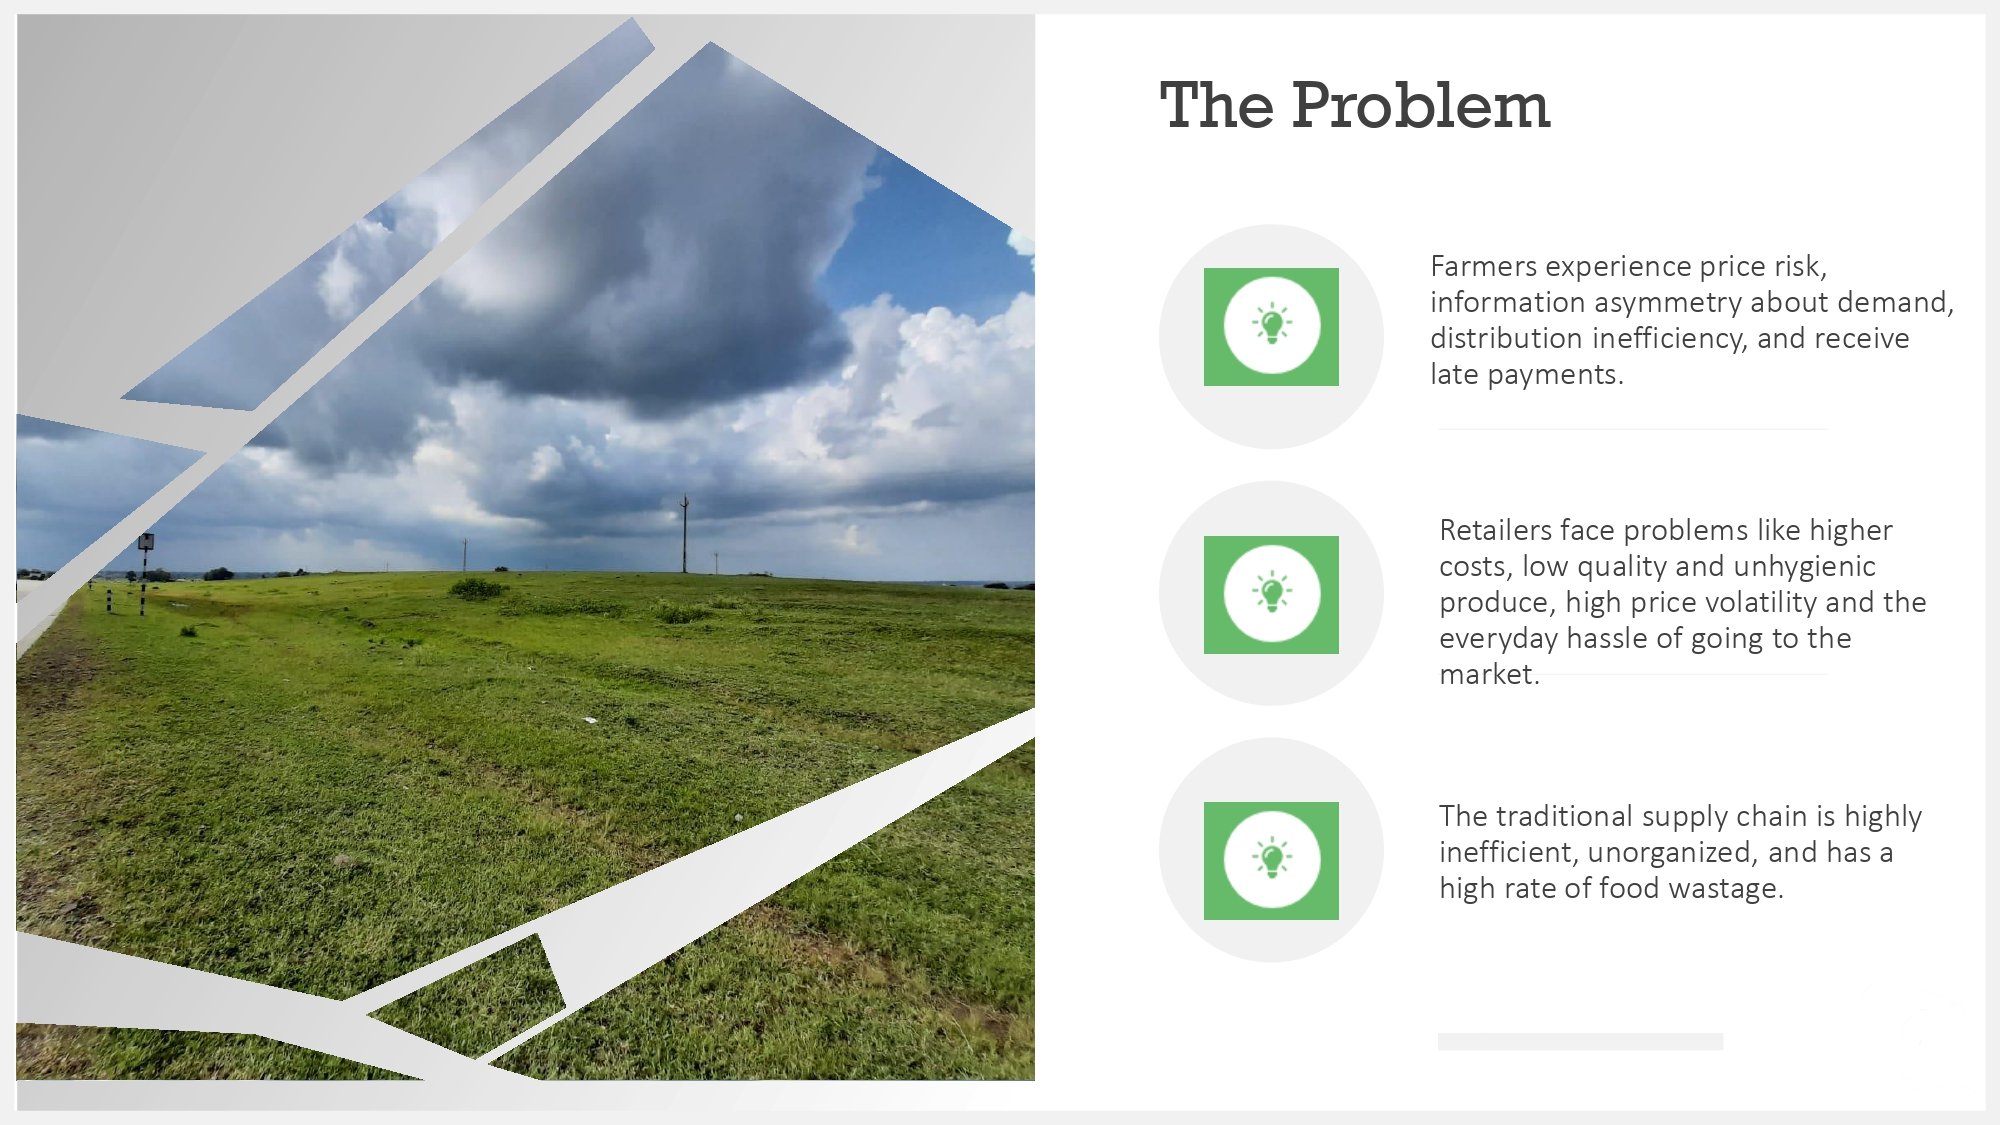 The Problem
Farmers experience price risk,
information asymmetry about demand,
distribution inefficiency, and receive
late payments.
Retailers face problems like higher
costs, low quality and unhygienic
produce, high price volatility and the
everyday hassle of going to the
market.
The traditional supply chain is highly
inefficient, unorganized, and has a
high rate of food wastage.